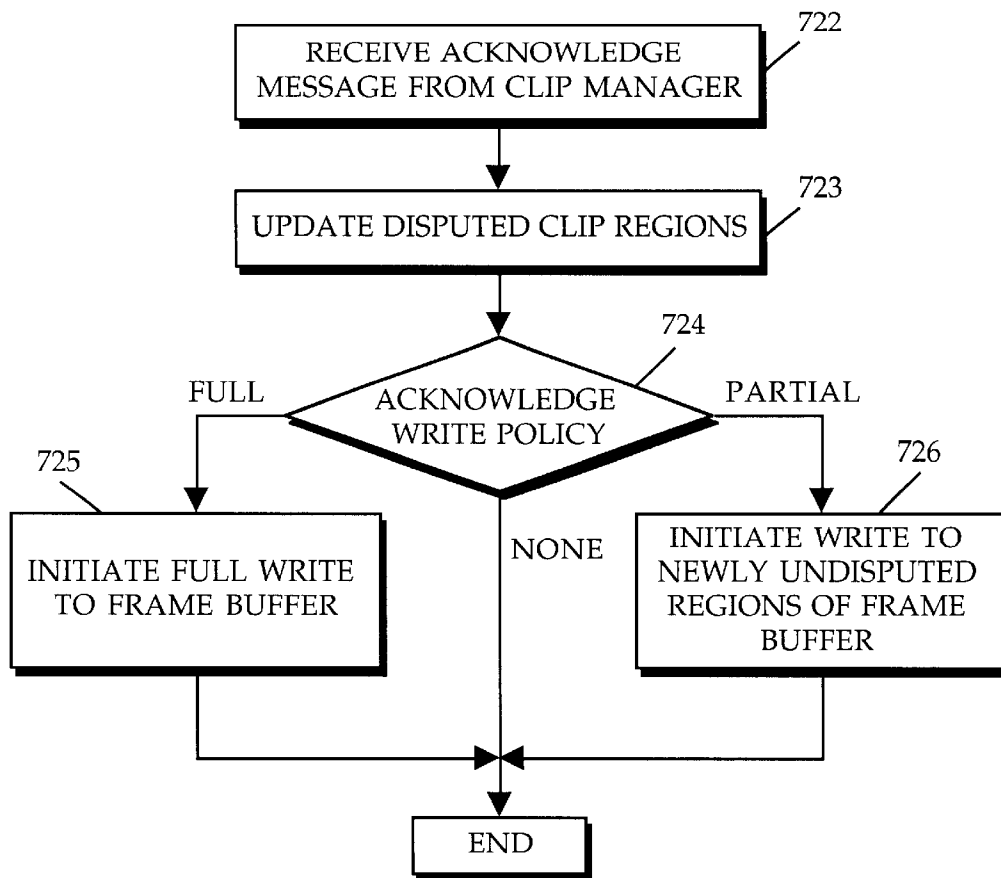 722
RECEIVE ACKNOWLEDGE
MESSAGE FROM CLIP MANAGER
723
UPDATE DISPUTED CLIP REGIONS
724
FULL
ACKNOWLEDGE
WRITE POLICY
PARTIAL
725
726
NONE
INITIATE FULL WRITE
TO FRAME BUFFER
INITIATE WRITE TO
NEWLY UNDISPUTED
REGIONS OF FRAME
BUFFER
END